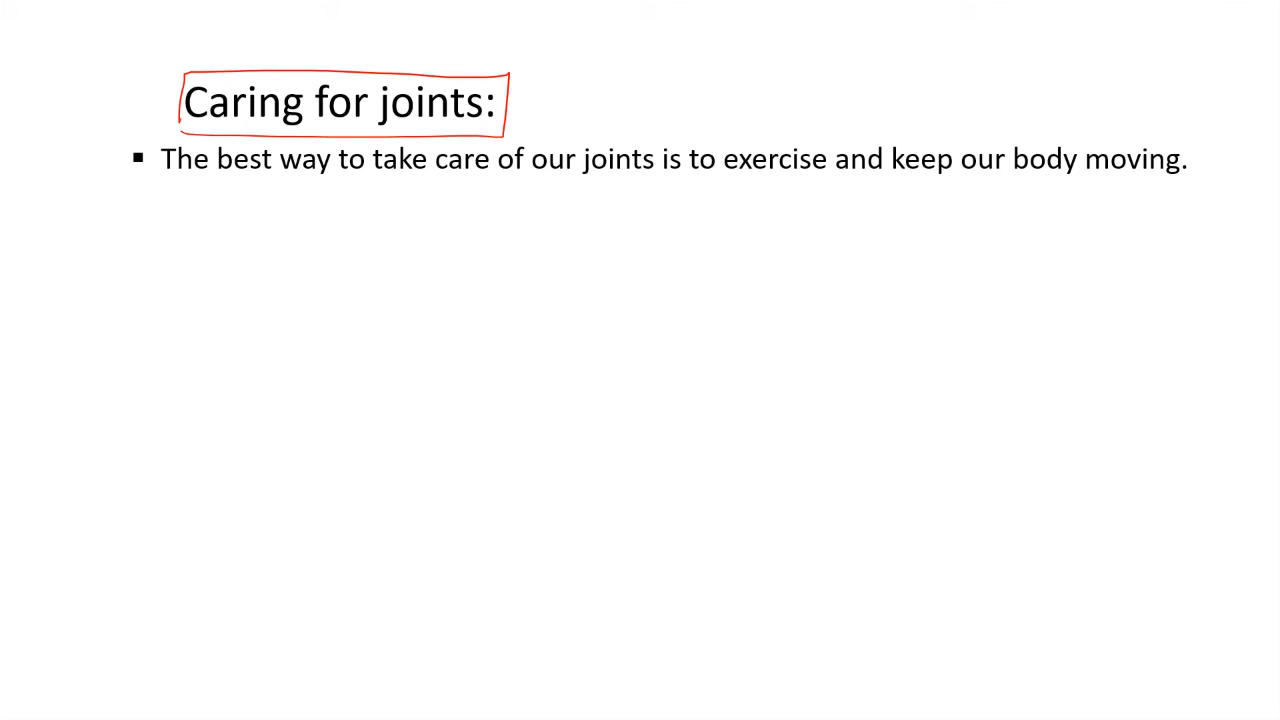 Caring for joints:
▪ The best way to take care of our joints is to exercise and keep our body moving.